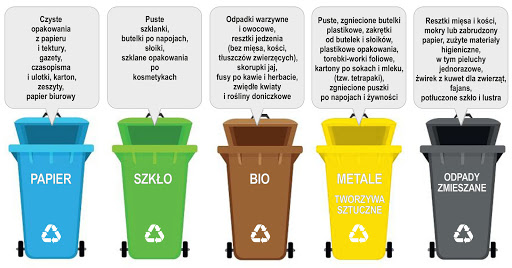 Czyste
opakowania
z papieru
i tektury,
gazety,
czasopisma
i ulotki, karton,
zeszyty,
papier biurowy
Puste
szklanki,
butelki po napojach,
słoiki,
szklane opakowania
po
kosmetykach
Odpadki warzywne
i owocowe,
resztki jedzenia
(bez mięsa, kości,
tłuszczów zwierzęcych),
skorupki jaj,
fusy po kawie i herbacie,
zwiędłe kwiaty
i rośliny doniczkowe
Puste, zgniecione butelki
plastikowe, zakrętki
od butelek i słoików,
plastikowe opakowania,
torebki-worki foliowe,
kartony po sokach i mleku,
(tzw. tetrapaki),
zgniecione puszki
po napojach i żywności
Resztki mięsa i kości,
mokry lub zabrudzony
papier, zużyte materiały
higieniczne,
w tym pieluchy
jednorazowe,
żwirek z kuwet dla zwierząt,
fajans,
potłuczone szkło i lustra
PAPIER
SZKŁO
BIO
METALE
TWORZYWA
SZTUCZNE
ODPADY
ZMIESZANE